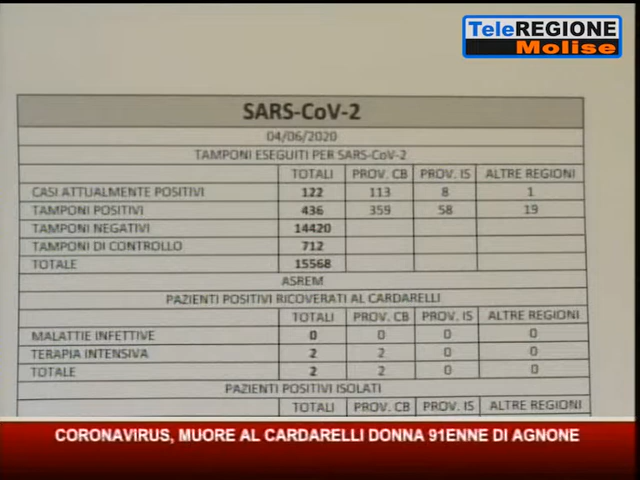 TeleREGIONE
Molise
SARS-CoV-2
04/06/2020
TAMPONI ESEGUITI PER SARS-CoV-2
TOTALI PROV. CB PROV. IS ALTRE REGIONI
CASI ATTUALMENTE POSITIVI 122 113 8 1
TAMPONI POSITIVI 436 359 58 19
TAMPONI NEGATIVI 14420
TAMPONI DI CONTROLLO 712
TOTALE 15568
ASREM
PAZIENTI POSITIVI RICOVERATI AL CARDARELLI
TOTALI PROV. CB PROV. IS ALTRE REGIONI
MALATTIE INFETTIVE 0 0 0 0
TERAPIA INTENSIVA 2 2 0 0
TOTALE 2 2 0 0
PAZIENTI POSITIVI ISOLATI
TOTALI PROV. CB PROV. IS ALTRE REGIONI
CORONAVIRUS, MUORE AL CARDARELLI DONNA 91ENNE DI AGNONE